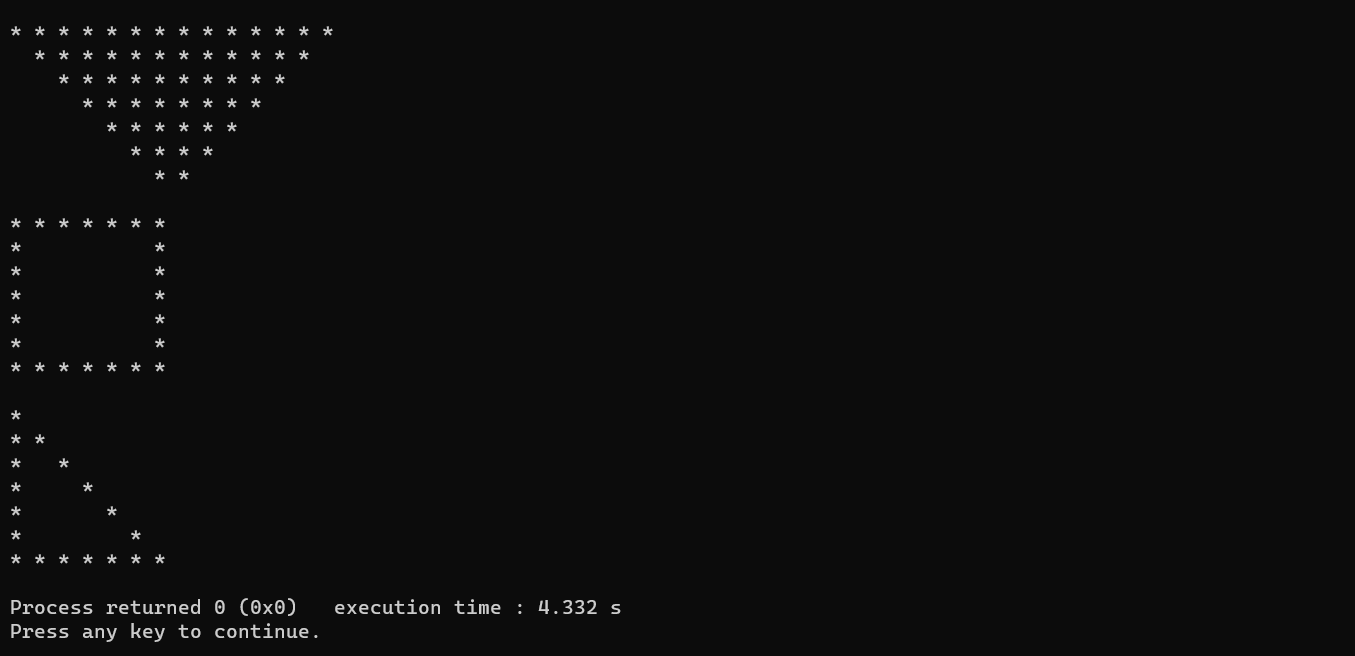 * * * * * * * * * * * * * *
  * * * * * * * * * * * *
    * * * * * * * * * *
      * * * * * * * *
        * * * * * *
          * * * *
            * *

* * * * * * *
*           *
*           *
*           *
*           *
*           *
* * * * * * *

*
* *
*   *
*     *
*       *
*         *
* * * * * * *

Process returned 0 (0x0)   execution time : 4.332 s
Press any key to continue.